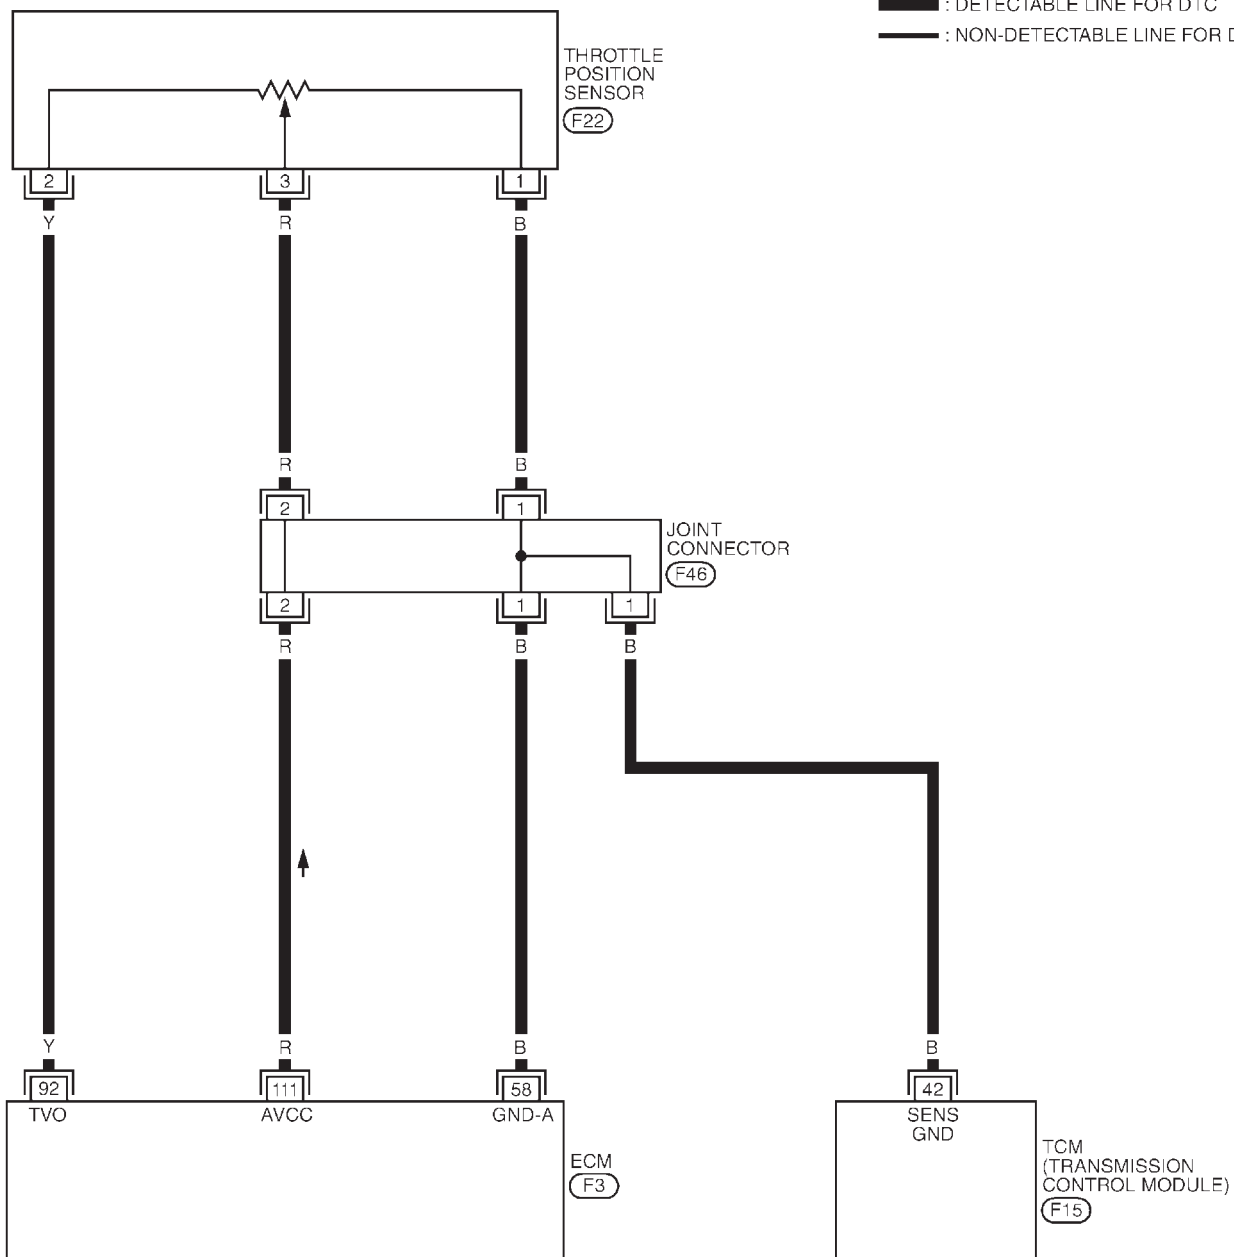 : DETECTABLE LINE FOR DTC
: NON-DETECTABLE LINE FOR
THROTTLE
POSITION
SENSOR
F22
2 3 1
Y R B
R B
2 1
JOINT
CONNECTOR
F46
2 1 1
R B B
Y R B B
92 111 58 42
TVO AVCC GND-A SENS
GND
ECM
F3
TCM
(TRANSMISSION
CONTROL MODULE)
F15